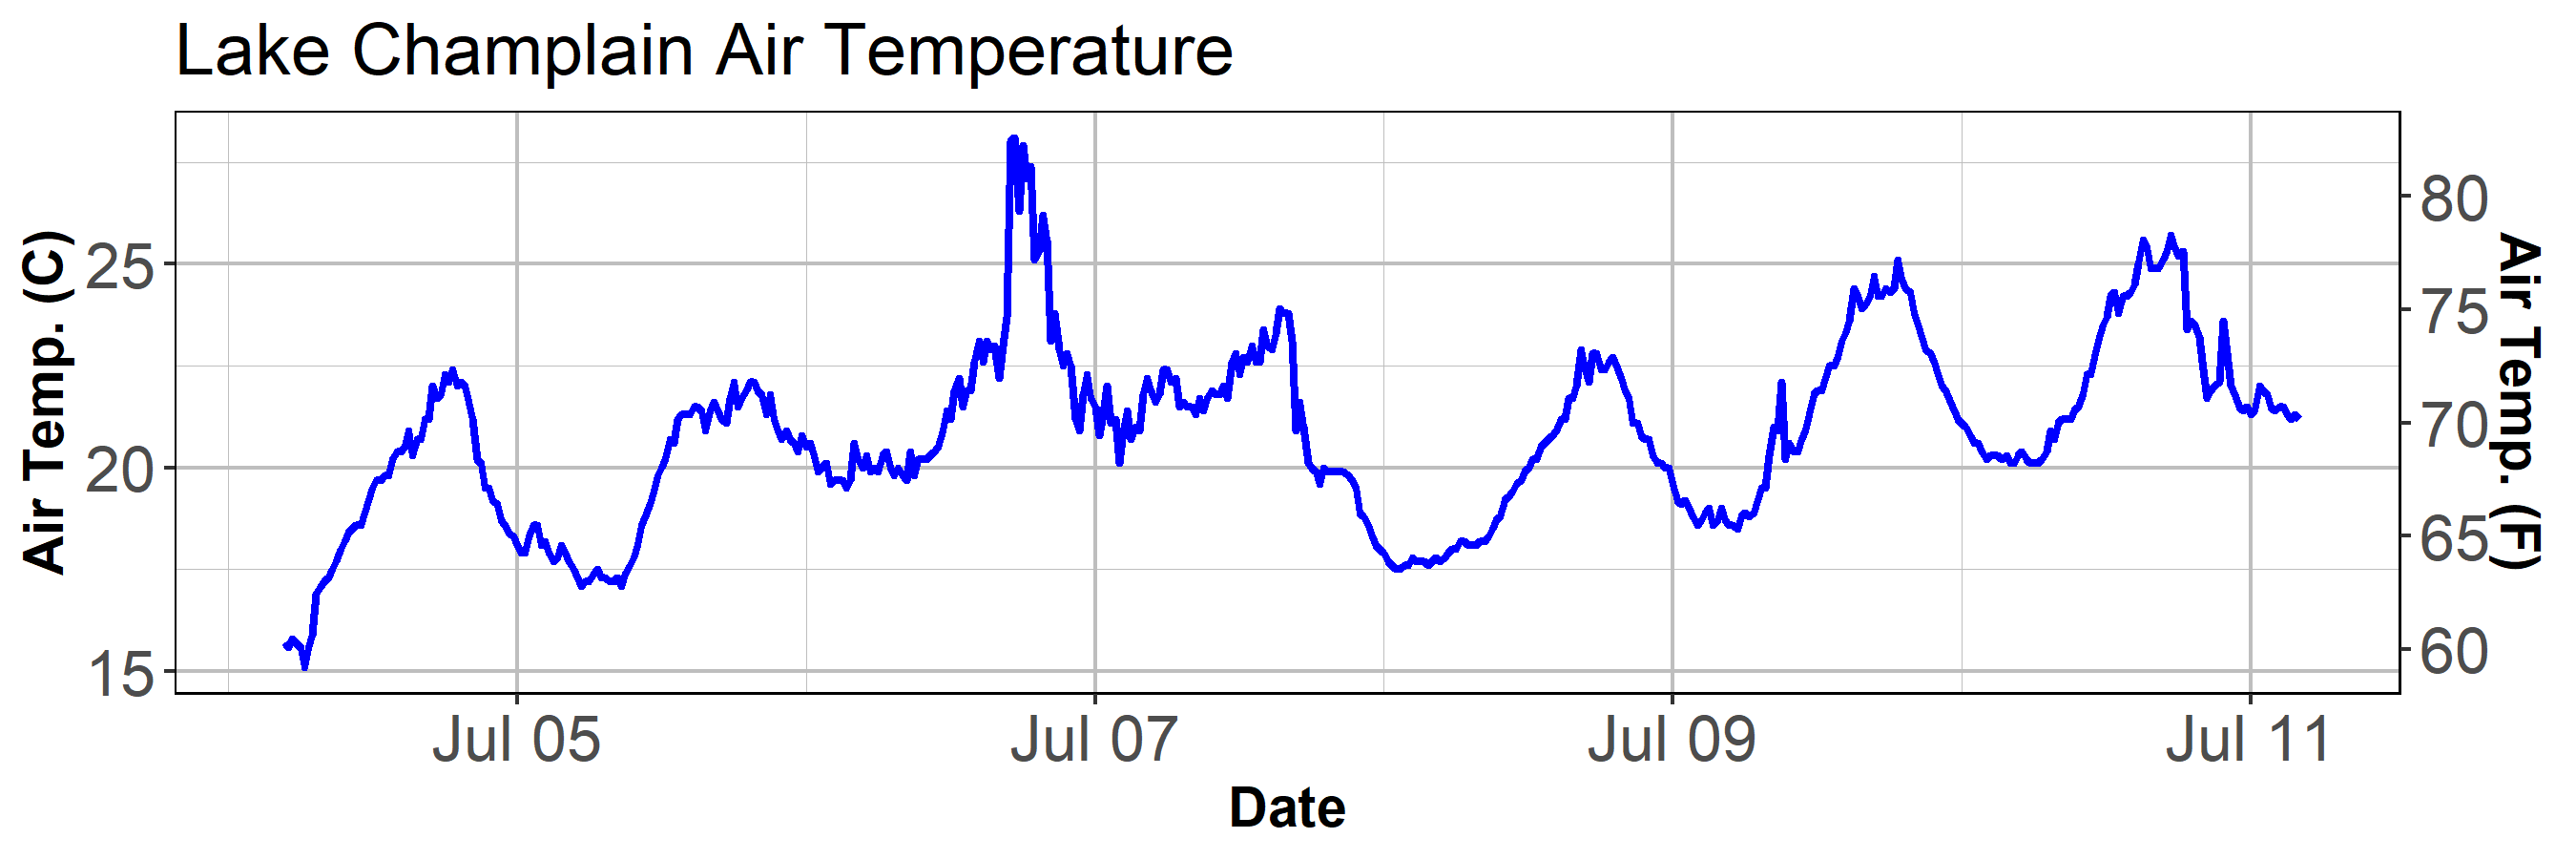 Lake Champlain Air Temperature
Air Temp. (C)
25
20
15
80
75
70
65
60
Air Temp. (F)
Jul 05 Jul 07 Jul 09 Jul 11
Date